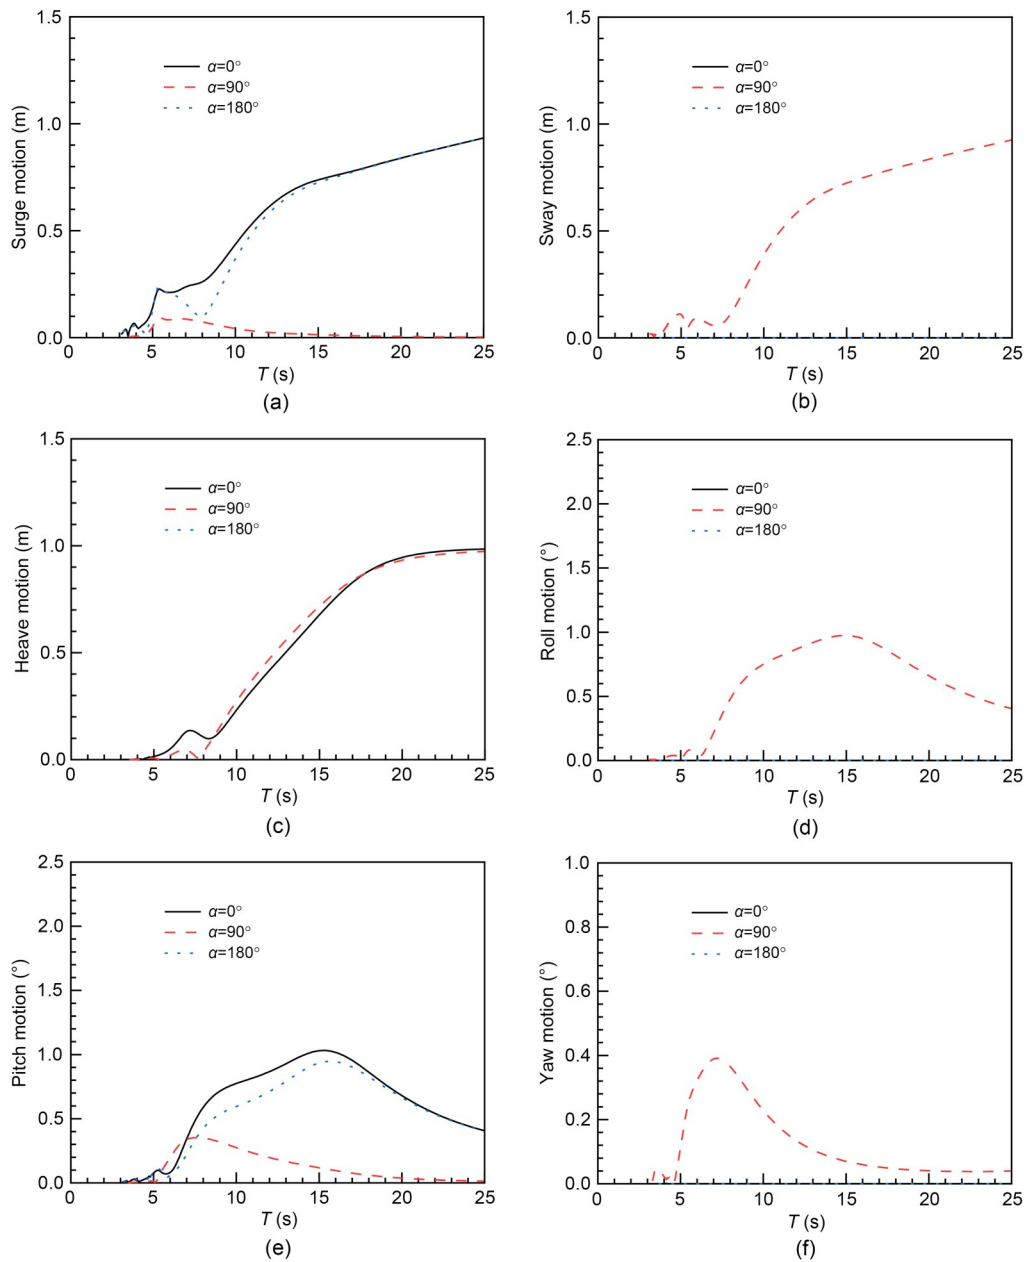 1.5
1.0
0.5
0.0
Surge motion (m)
α=0°
α=90°
α=180°
0 5 10 15 20 25
T (s)
(a)
1.5
1.0
0.5
0.0
Sway motion (m)
α=0°
α=90°
α=180°
0 5 10 15 20 25
T (s)
(b)
1.5
1.0
0.5
0.0
Heave motion (m)
α=0°
α=90°
α=180°
0 5 10 15 20 25
T (s)
(c)
2.5
2.0
1.5
1.0
0.5
0.0
Roll motion (°)
α=0°
α=90°
α=180°
0 5 10 15 20 25
T (s)
(d)
2.5
2.0
1.5
1.0
0.5
0.0
Pitch motion (°)
α=0°
α=90°
α=180°
0 5 10 15 20 25
T (s)
(e)
1.0
0.8
0.6
0.4
0.2
0.0
Yaw motion (°)
α=0°
α=90°
α=180°
0 5 10 15 20 25
T (s)
(f)